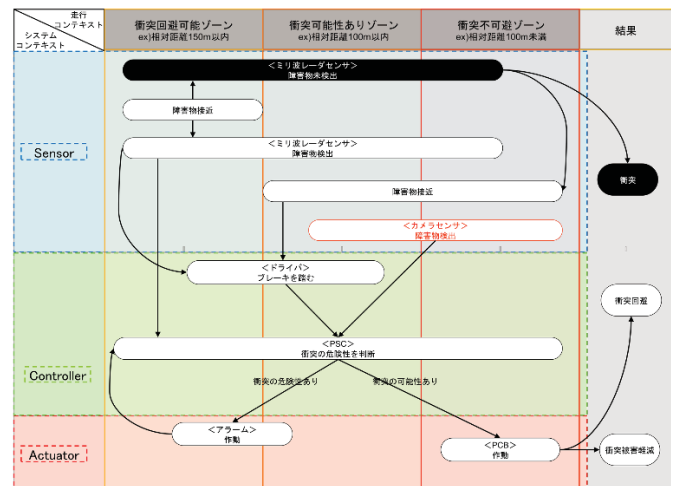 走行
コンテキスト
システム
コンテキスト
衝突回避可能ゾーン
ex)相対距離150m以内
衝突可能性ありゾーン
ex)相対距離100m以内
衝突不可避ゾーン
ex)相対距離100m未満
結果
<ミリ波レーダセンサ>
障害物未検出
障害物接近
Sensor
<ミリ波レーダセンサ>
障害物検出
衝突
障害物接近
<カメラセンサ>
障害物検出
<ドライバ>
ブレーキを踏む
衝突回避
<PSC>
衝突の危険性を判断
Controller
衝突の危険性あり
衝突の可能性あり
<アラーム>
作動
<PCB>
作動
衝突被害軽減
Actuator